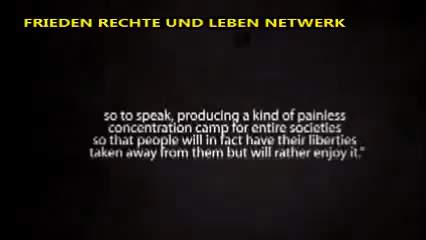 FRIEDEN RECHTE UND LEBEN NETWERK
so to speak, producing a kind of painless
concentration camp for entire societies
so that people will in fact have their liberties
taken away from them but will rather enjoy it."